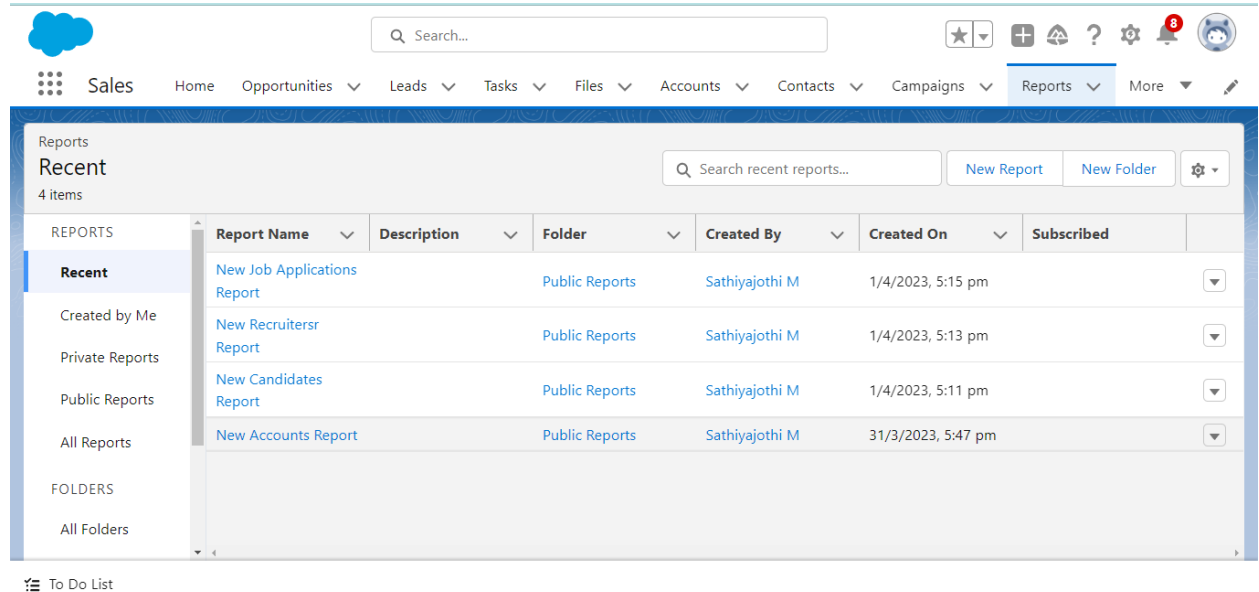 Search...
8
Sales Home Opportunities Leads Tasks Files Accounts Contacts Campaigns Reports More
Reports
Recent
4 items
Search recent reports...
New Report
New Folder
REPORTS
Recent
Created by Me
Private Reports
Public Reports
All Reports
FOLDERS
All Folders
Report Name Description Folder Created By Created On Subscribed
New Job Applications
Report
Public Reports Sathiyajothi M 1/4/2023, 5:15 pm
New Recruitersr
Report
Public Reports Sathiyajothi M 1/4/2023, 5:13 pm
New Candidates
Report
Public Reports Sathiyajothi M 1/4/2023, 5:11 pm
New Accounts Report Public Reports Sathiyajothi M 31/3/2023, 5:47 pm
To Do List